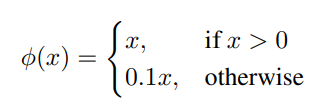 ϕ(x) = { x, if x > 0
0.1x, otherwise